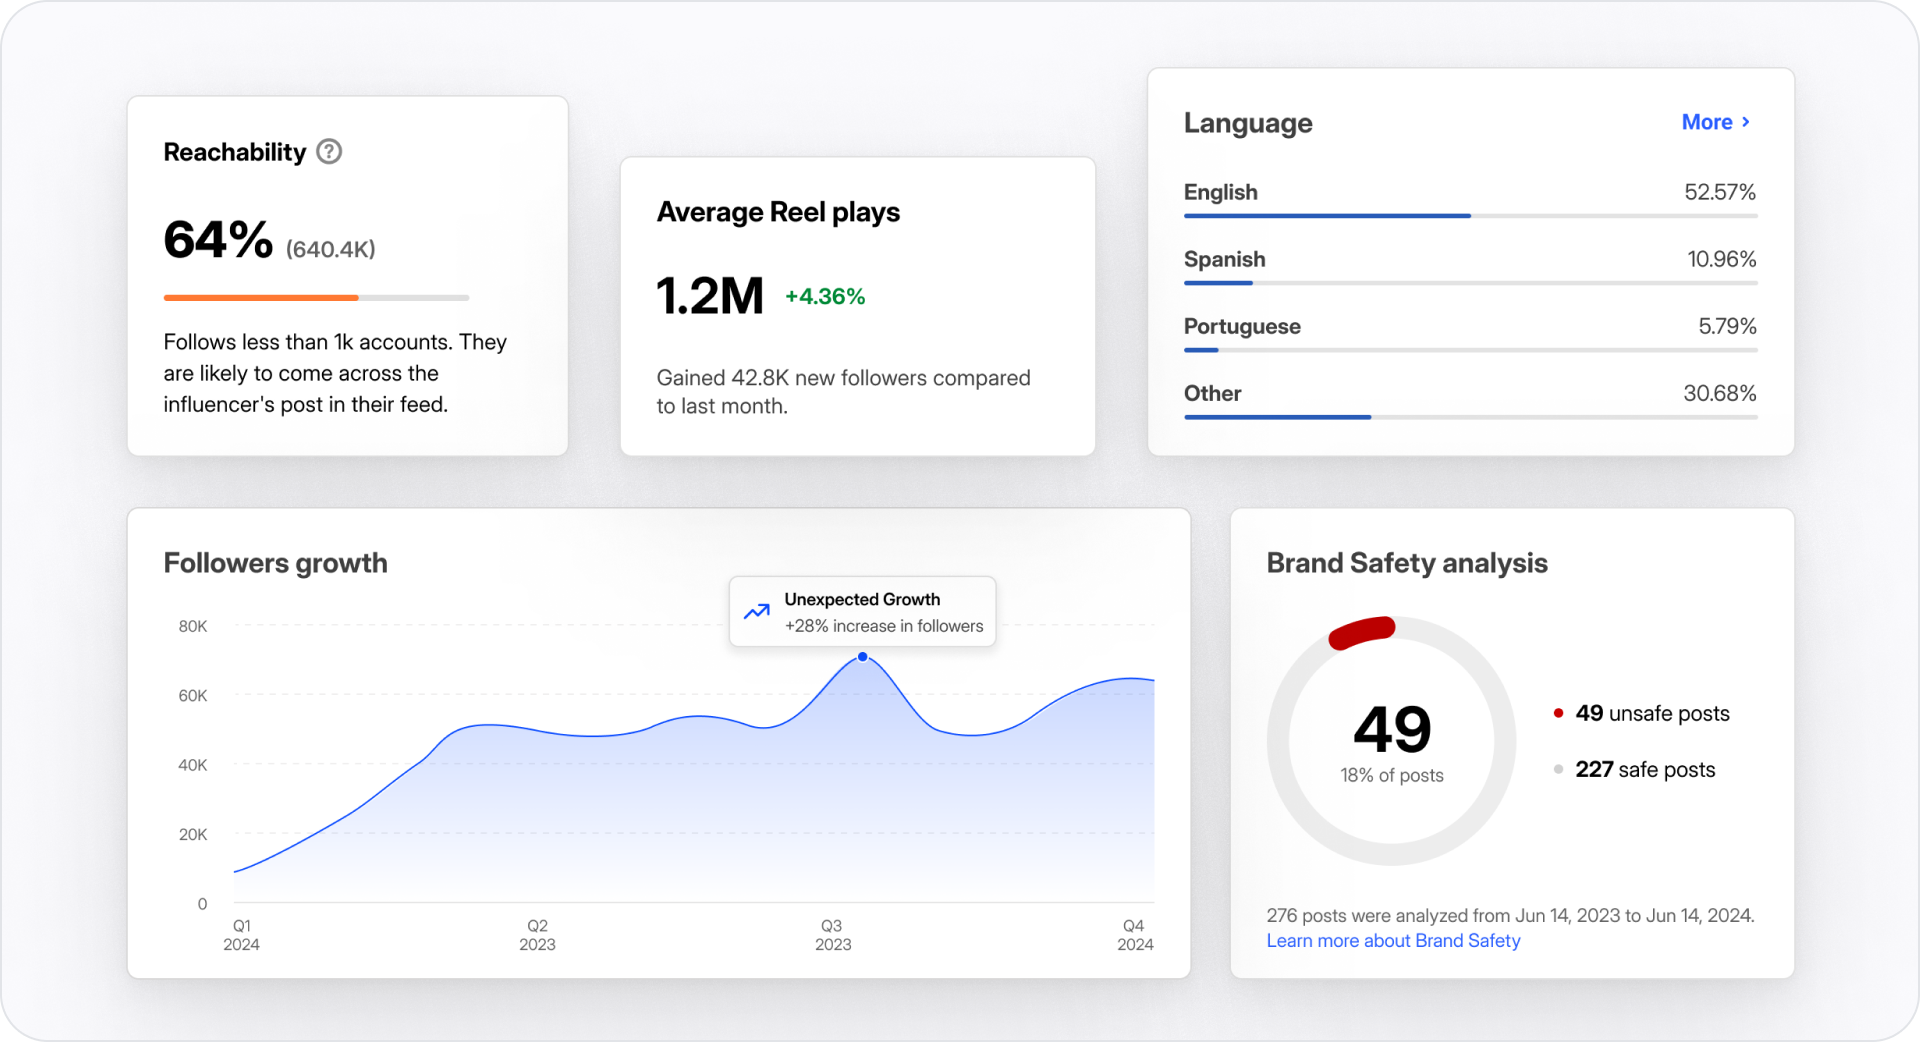 Reachability ?
64% (640.4K)
Follows less than 1k accounts. They
are likely to come across the
influencer's post in their feed.
Average Reel plays
1.2M +4.36%
Gained 42.8K new followers compared
to last month.
Language More >
English 52.57%
Spanish 10.96%
Portuguese 5.79%
Other 30.68%
Followers growth
Unexpected Growth
+28% increase in followers
80K
60K
40K
20K
0
Q1 Q2 Q3 Q4
2024 2023 2023 2024
Brand Safety analysis
49
18% of posts
49 unsafe posts
227 safe posts
276 posts were analyzed from Jun 14, 2023 to Jun 14, 2024.
Learn more about Brand Safety